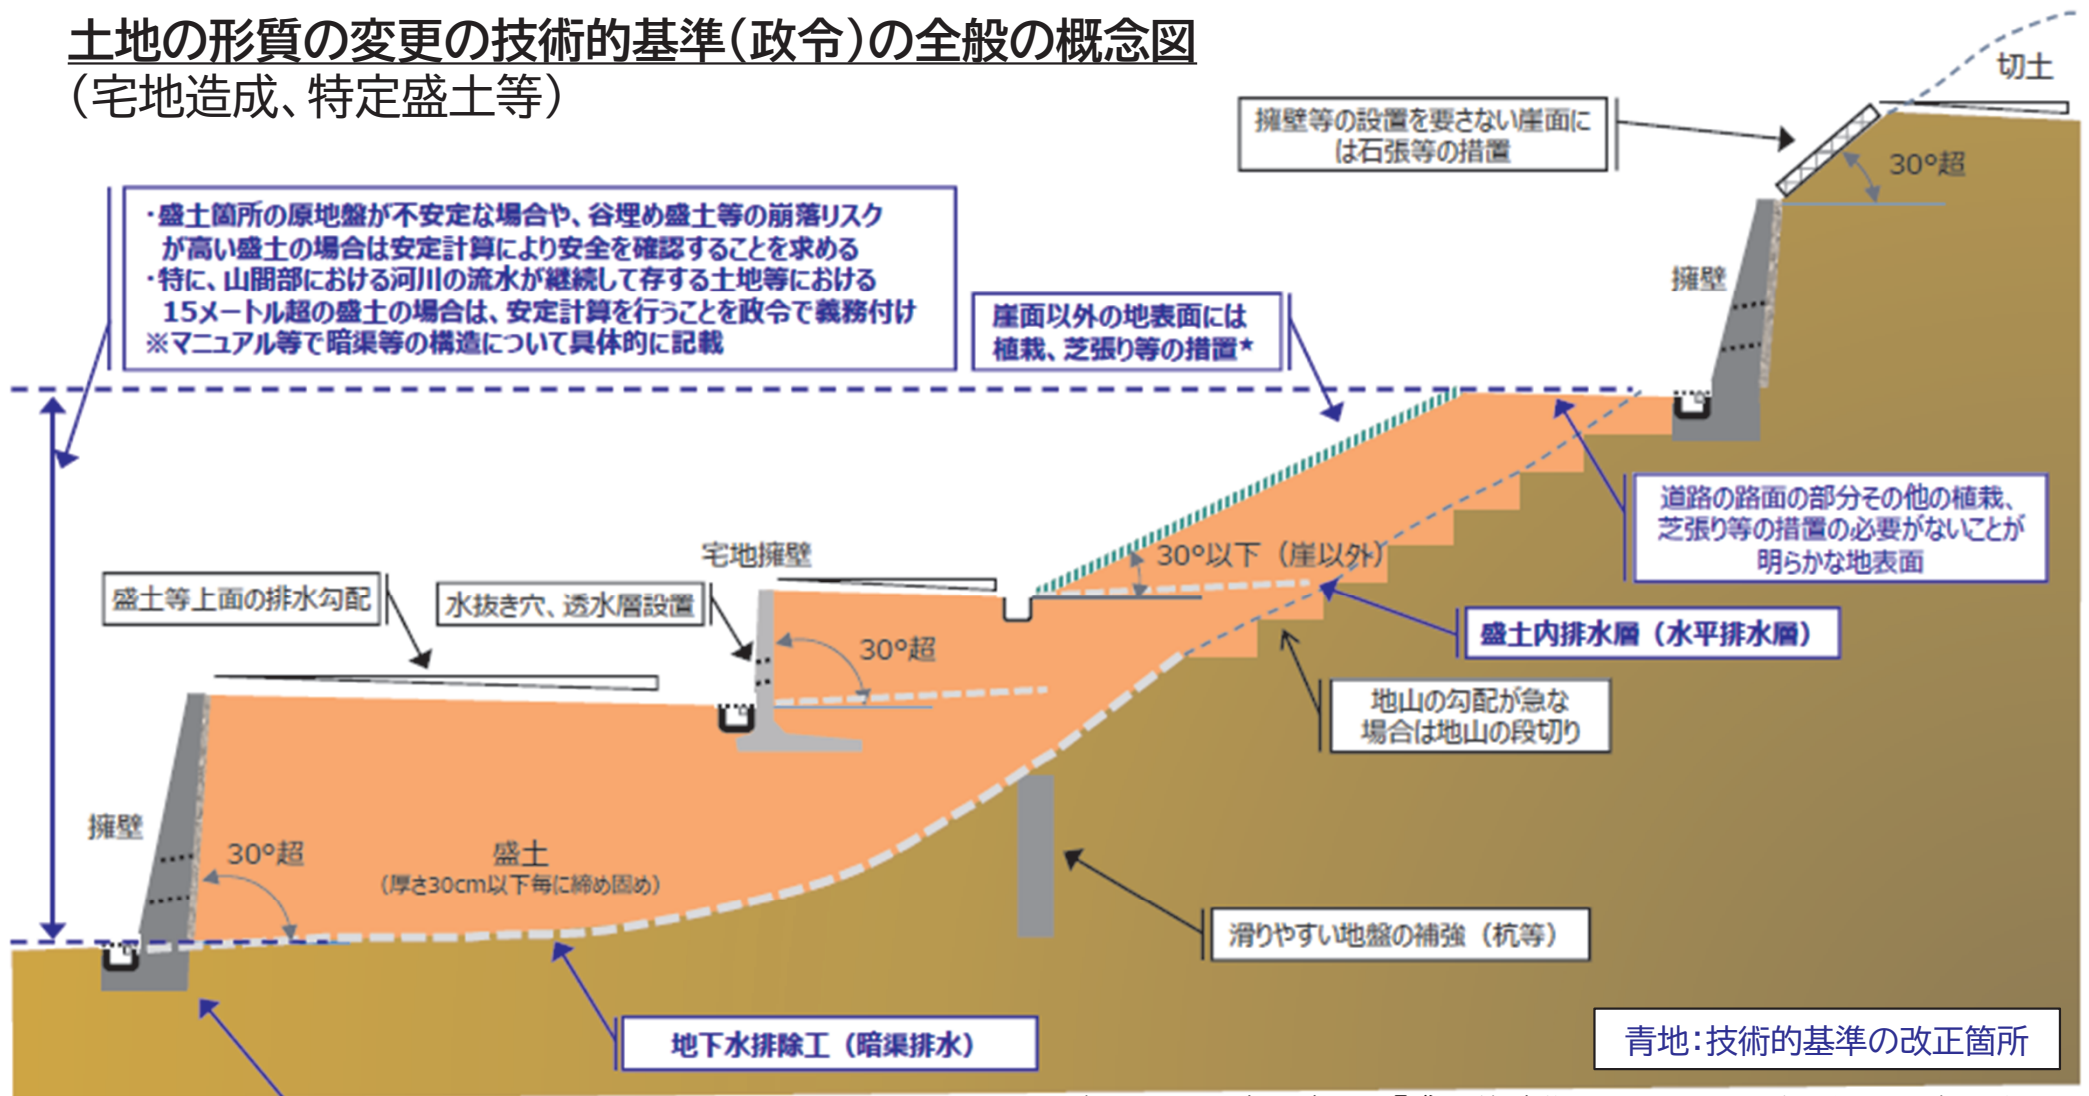 土地の形質の変更の技術的基準（政令）の全般の概念図
（宅地造成、特定盛土等）
切土
擁壁等の設置を要さない崖面に
は石張等の措置
30°超
・盛土箇所の原地盤が不安定な場合や、谷埋め盛土等の崩落リスク
が高い盛土の場合は安定計算により安全を確認することを求める
・特に、山間部における河川の流水が継続して存する土地等における
15メートル超の盛土の場合は、安定計算を行うことを政令で義務付け
※マニュアル等で暗渠等の構造について具体的に記載
擁壁
崖面以外の地表面には
植栽、芝張り等の措置★
道路の路面の部分その他の植栽、
芝張り等の措置の必要がないことが
明らかな地表面
宅地擁壁
30°以下（崖以外）
盛土等上面の排水勾配
水抜き穴、透水層設置
30°超
盛土内排水層（水平排水層）
地山の勾配が急な
場合は地山の段切り
擁壁
30°超
盛土
（厚さ30cm以下毎に締め固め）
滑りやすい地盤の補強（杭等）
地下水排除工（暗渠排水）
青地：技術的基準の改正箇所